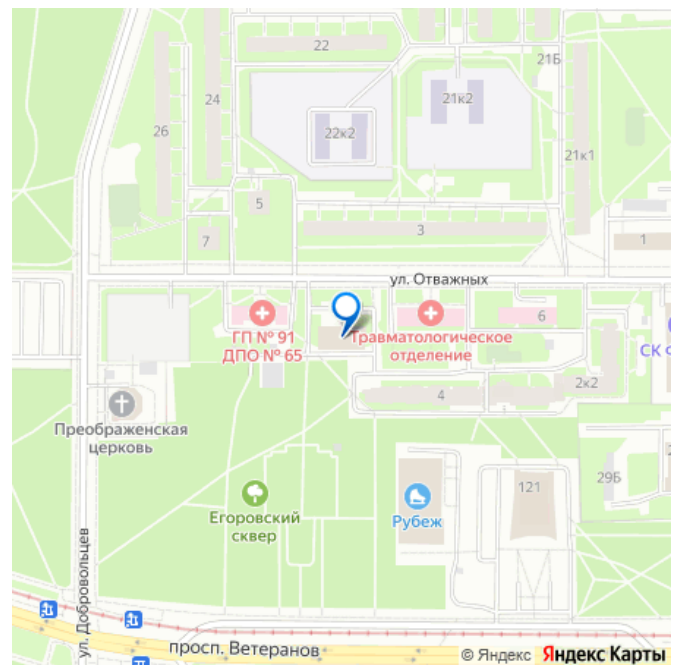 22
21Б
24
26
22к2
21к2
21к1
5
7
3
1
ул. Отважных
ГП № 91
ДПО № 65
Травматологическое
отделение
6
СК Ф
2к2
4
Преображенская
церковь
Егоровский
сквер
Рубеж
121
29Б
2
ул. Добровольцев
просп. Ветеранов
© Яндекс Яндекс Карты